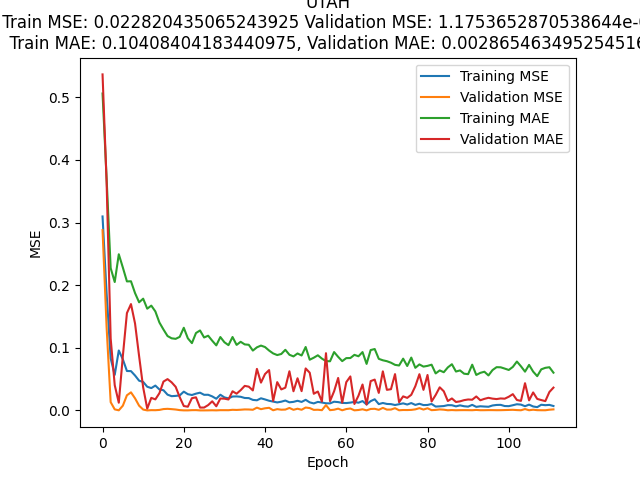 UTAH
Train MSE: 0.022820435065243925 Validation MSE: 1.1753652870538644e-
Train MAE: 0.10408404183440975, Validation MAE: 0.002865463495254516
Training MSE
Validation MSE
Training MAE
Validation MAE
0.5
0.4
0.3
0.2
0.1
0.0
MSE
0 20 40 60 80 100
Epoch